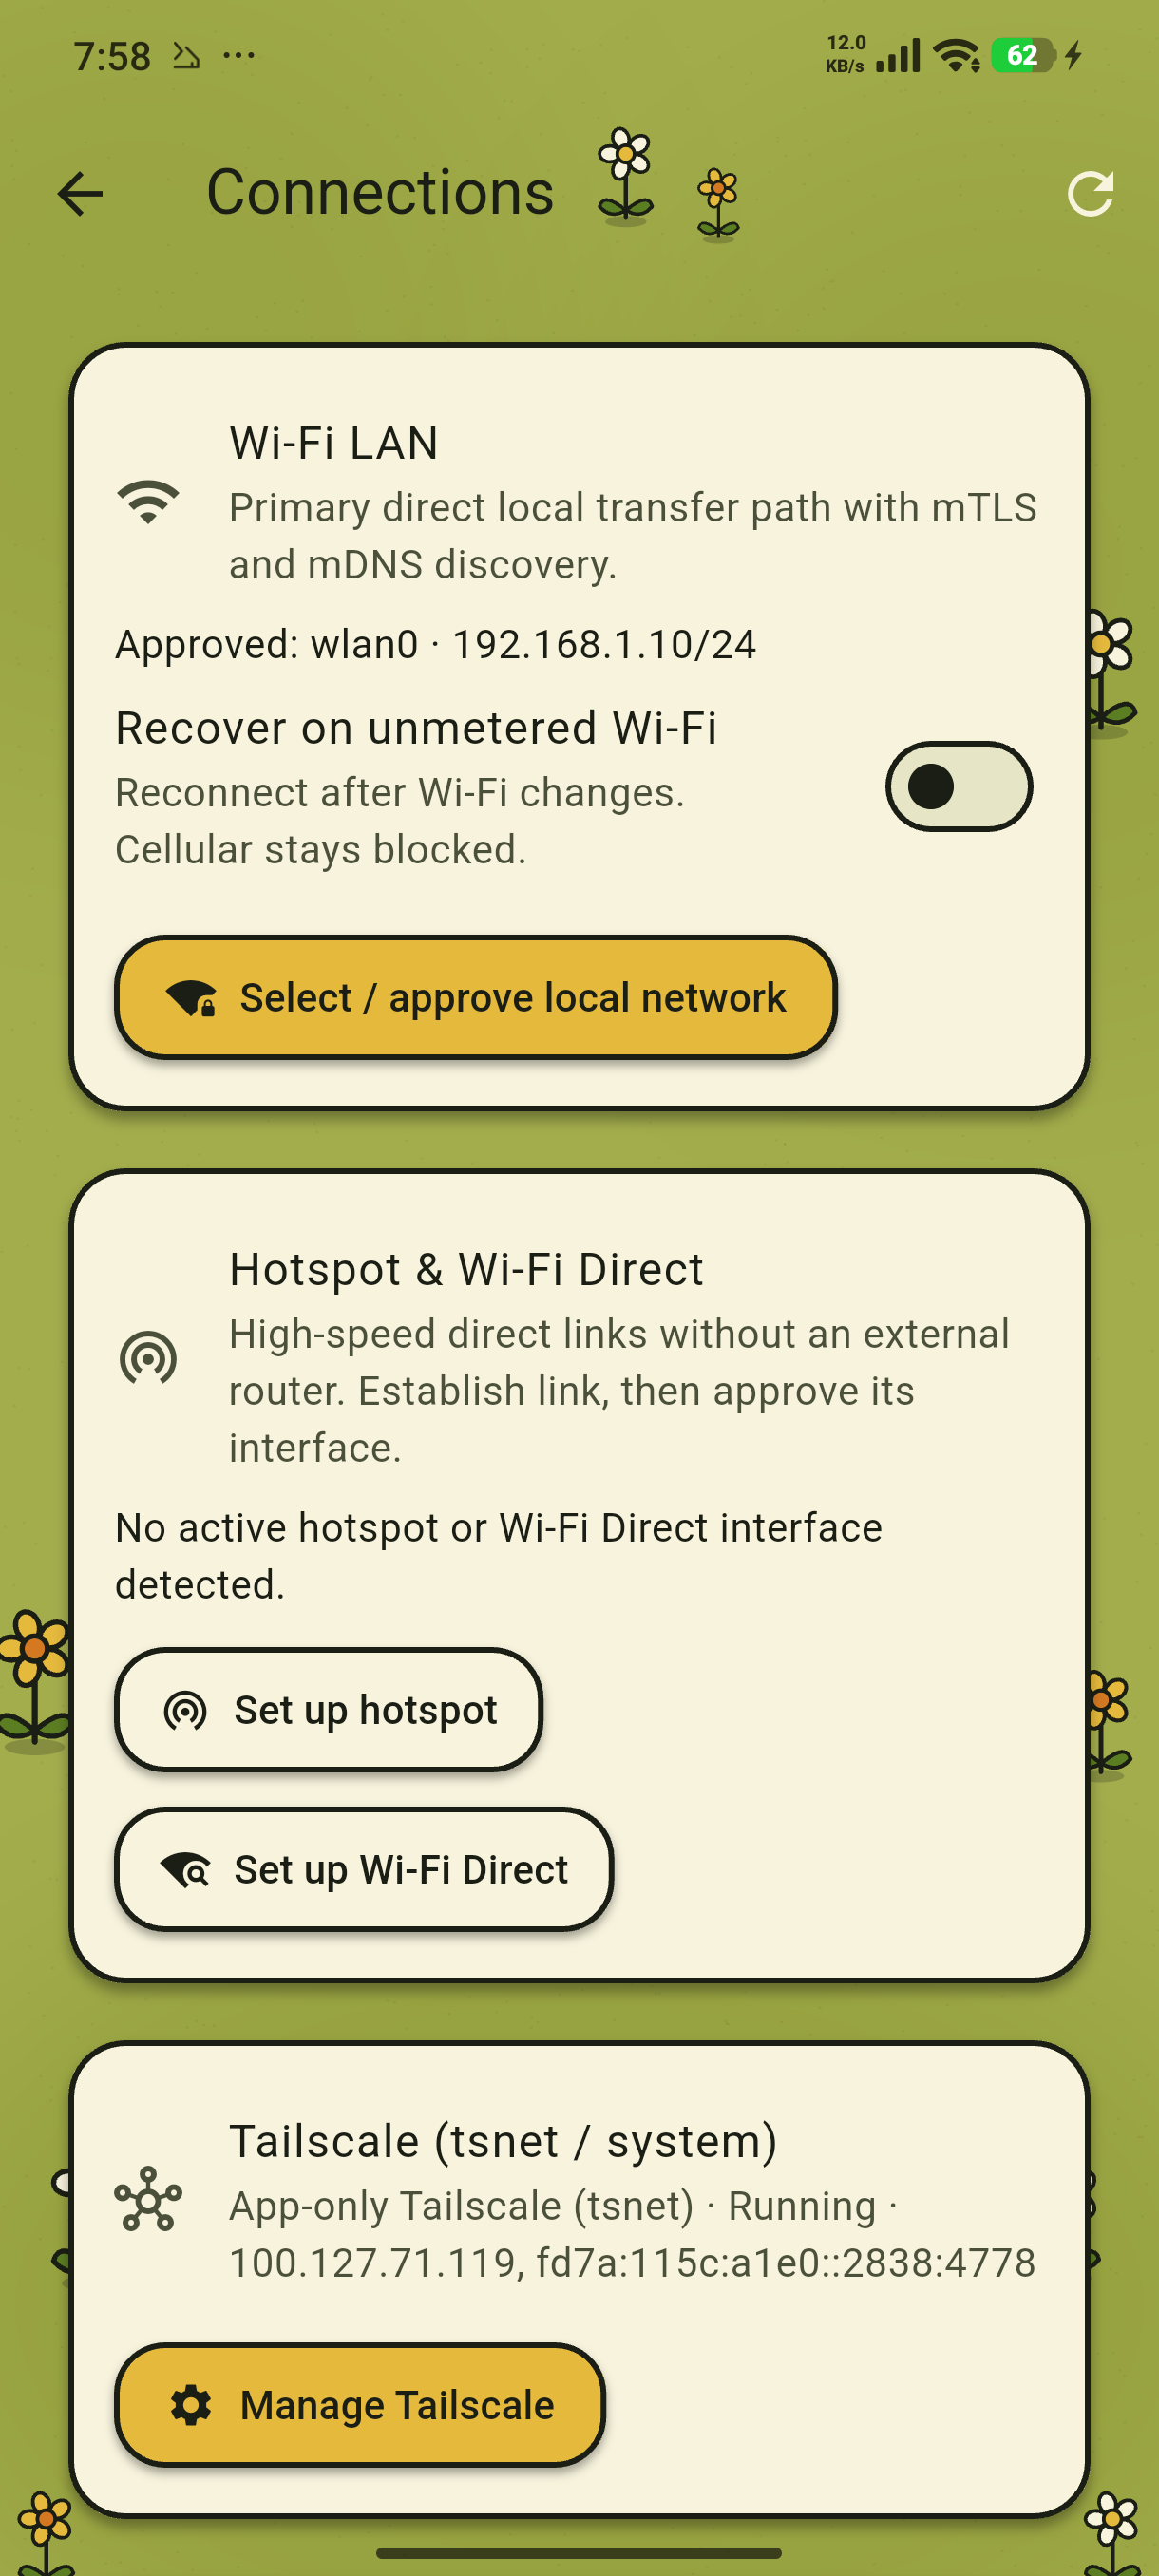 7:58
12.0
KB/s
62
Connections
Wi-Fi LAN
Primary direct local transfer path with mTLS
and mDNS discovery.
Approved: wlan0 · 192.168.1.10/24
Recover on unmetered Wi-Fi
Reconnect after Wi-Fi changes.
Cellular stays blocked.
Select / approve local network
Hotspot & Wi-Fi Direct
High-speed direct links without an external
router. Establish link, then approve its
interface.
No active hotspot or Wi-Fi Direct interface
detected.
Set up hotspot
Set up Wi-Fi Direct
Tailscale (tsnet / system)
App-only Tailscale (tsnet) · Running ·
100.127.71.119, fd7a:115c:a1e0::2838:4778
Manage Tailscale